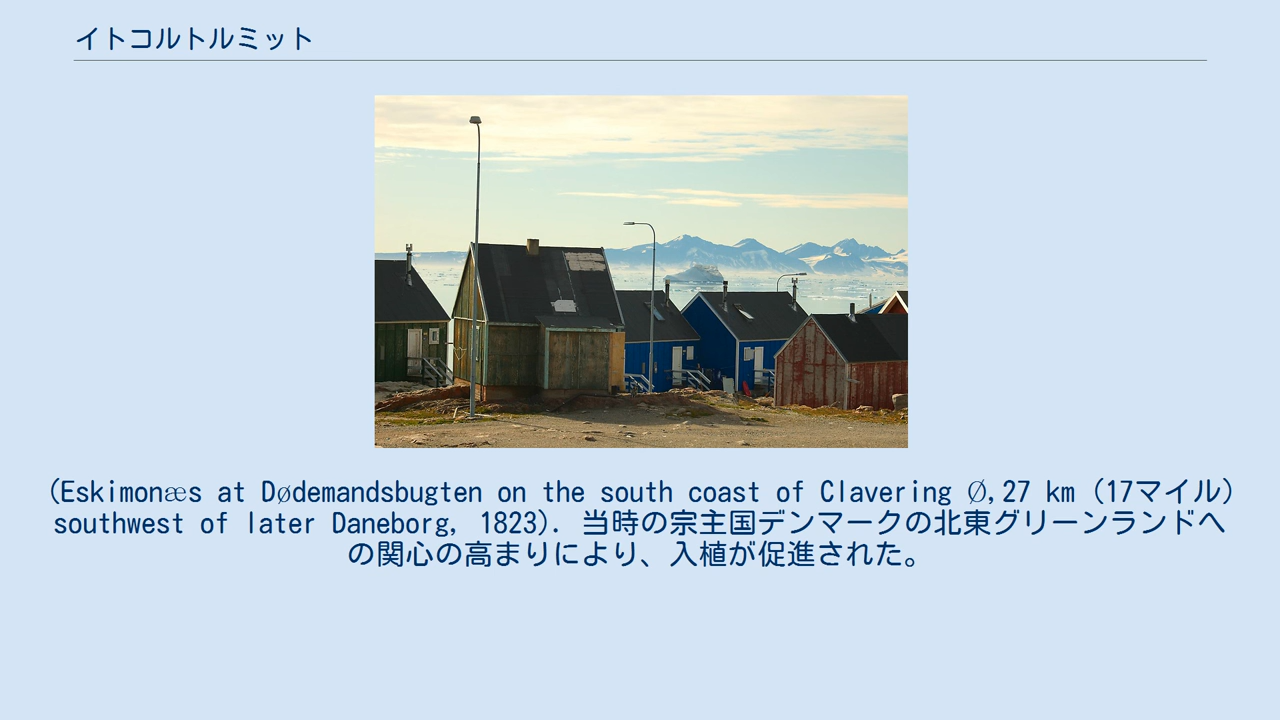 イトコルトルミット
(Eskimonæs at Dødemandsbugten on the south coast of Clavering Ø,27 km (17マイル)
southwest of later Daneborg, 1823). 当時の宗主国デンマークの北東グリーンランドへ
の関心の高まりにより、入植が促進された。